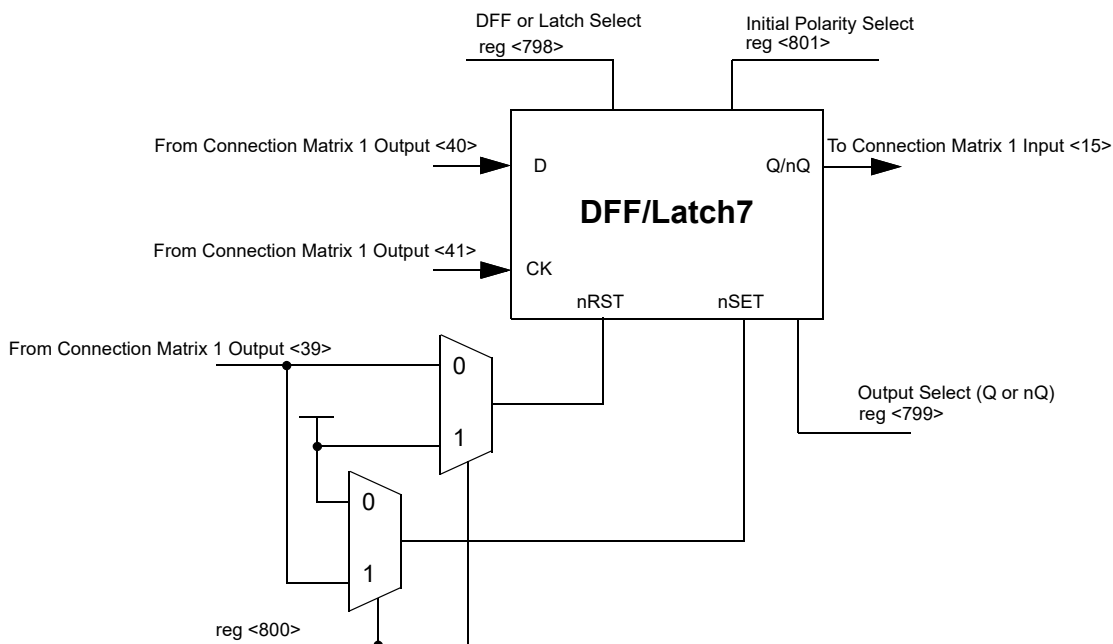 DFF or Latch Select
reg <798>
Initial Polarity Select
reg <801>
From Connection Matrix 1 Output <40>
D
Q/nQ
To Connection Matrix 1 Input <15>
DFF/Latch7
From Connection Matrix 1 Output <41>
CK
nRST
nSET
From Connection Matrix 1 Output <39>
0
1
Output Select (Q or nQ)
reg <799>
0
1
reg <800>